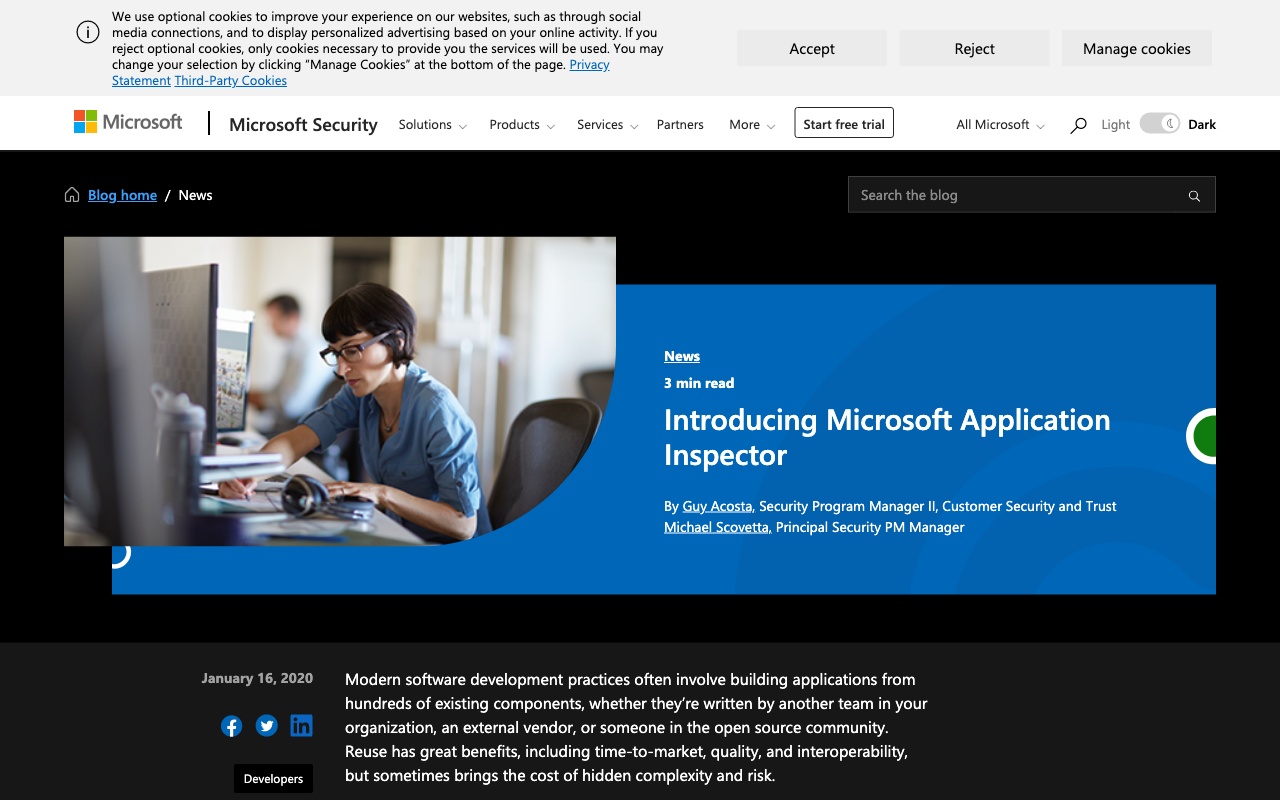 We use optional cookies to improve your experience on our websites, such as through social
media connections, and to display personalized advertising based on your online activity. If you
reject optional cookies, only cookies necessary to provide you the services will be used. You may
change your selection by clicking “Manage Cookies” at the bottom of the page. Privacy
Statement Third-Party Cookies
Accept
Reject
Manage cookies
Microsoft
Microsoft Security
Solutions
Products
Services
Partners
More
Start free trial
All Microsoft
Light
Dark
Blog home / News
Search the blog
News
3 min read
Introducing Microsoft Application
Inspector
By Guy Acosta, Security Program Manager II, Customer Security and Trust
Michael Scovetta, Principal Security PM Manager
January 16, 2020
Developers
Modern software development practices often involve building applications from
hundreds of existing components, whether they’re written by another team in your
organization, an external vendor, or someone in the open source community.
Reuse has great benefits, including time-to-market, quality, and interoperability,
but sometimes brings the cost of hidden complexity and risk.